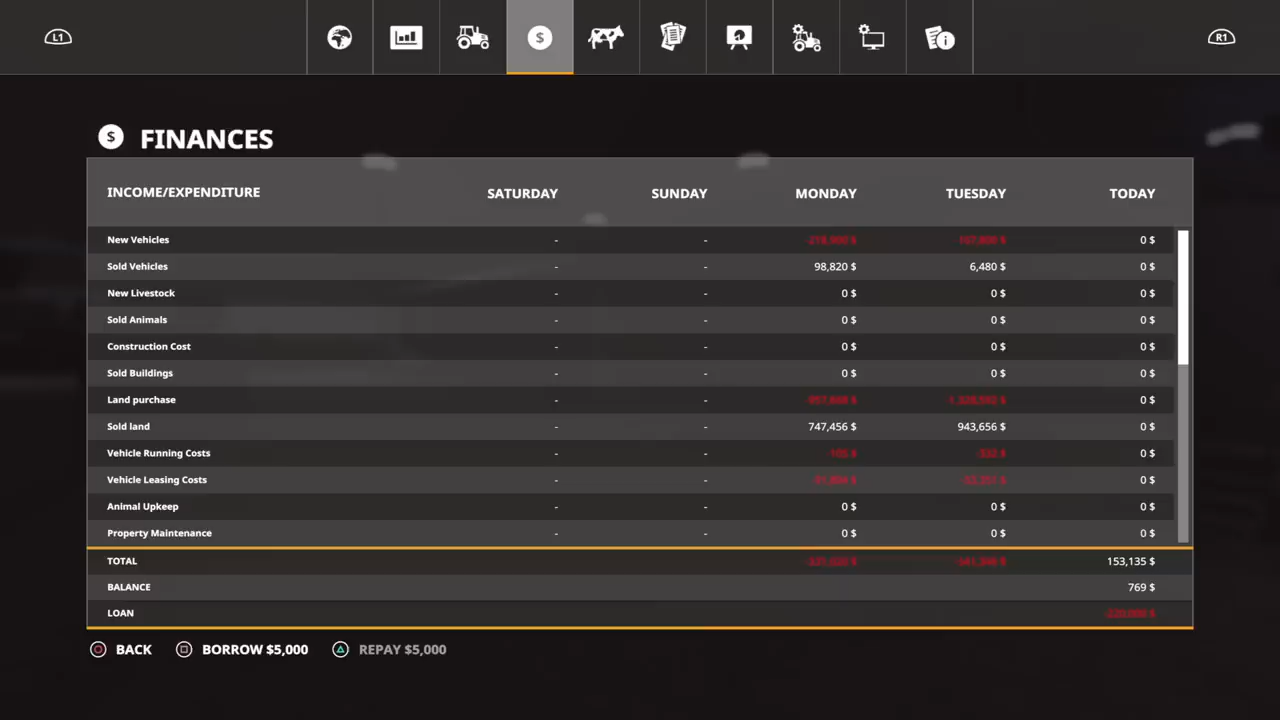 L1 $ R1
$ FINANCES
INCOME/EXPENDITURE SATURDAY SUNDAY MONDAY TUESDAY TODAY
New Vehicles - - 0 $
Sold Vehicles - - 98,820 $ 6,480 $ 0 $
New Livestock - - 0 $ 0 $ 0 $
Sold Animals - - 0 $ 0 $ 0 $
Construction Cost - - 0 $ 0 $ 0 $
Sold Buildings - - 0 $ 0 $ 0 $
Land purchase - - 0 $
Sold land - - 747,456 $ 943,656 $ 0 $
Vehicle Running Costs - - 0 $
Vehicle Leasing Costs - - 0 $
Animal Upkeep - - 0 $ 0 $ 0 $
Property Maintenance - - 0 $ 0 $ 0 $
TOTAL 153,135 $
BALANCE 769 $
LOAN
BACK BORROW $5,000 REPAY $5,000